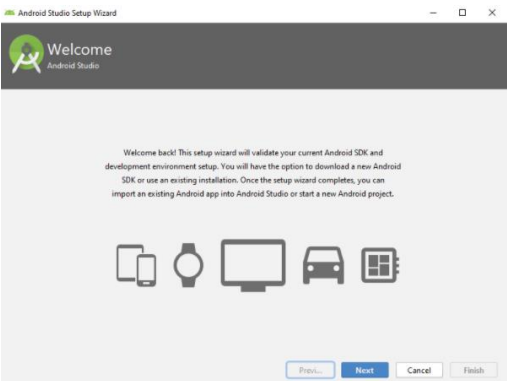 Android Studio Setup Wizard
Welcome
Android Studio
Welcome back! This setup wizard will validate your current Android SDK and
development environment setup. You will have the option to download a new Android
SDK or use an existing installation. Once the setup wizard completes, you can
import an existing Android app into Android Studio or start a new Android project.
Previ...
Next
Cancel
Finish